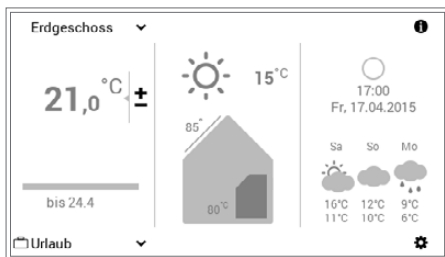 Erdgeschoss
21,0 °C ±
bis 24.4
Urlaub
15°C
85°
80°C
17:00
Fr, 17.04.2015
Sa So Mo
16°C 12°C 9°C
11°C 10°C 6°C